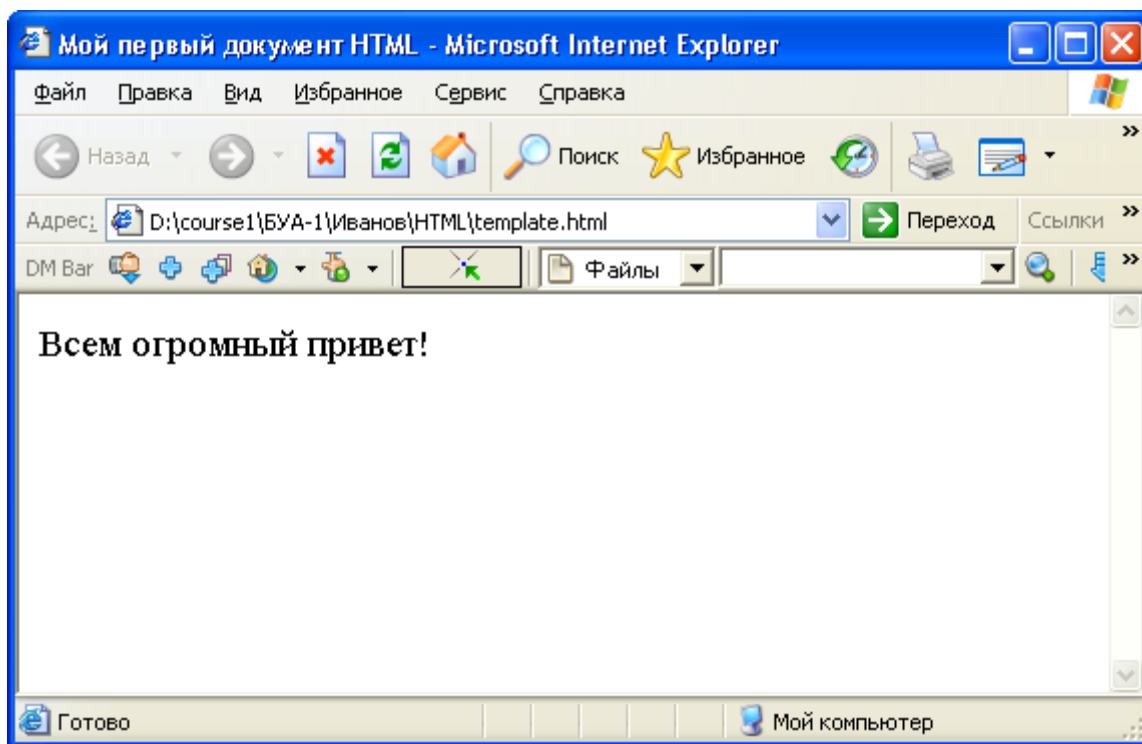 Мой первый документ HTML - Microsoft Internet Explorer
Файл Правка Вид Избранное Сервис Справка
Назад Поиск Избранное »
Адрес: D:\course1\БУА-1\Иванов\HTML\template.html Переход Ссылки »
DM Bar Файлы »
Всем огромный привет!
Готово Мой компьютер